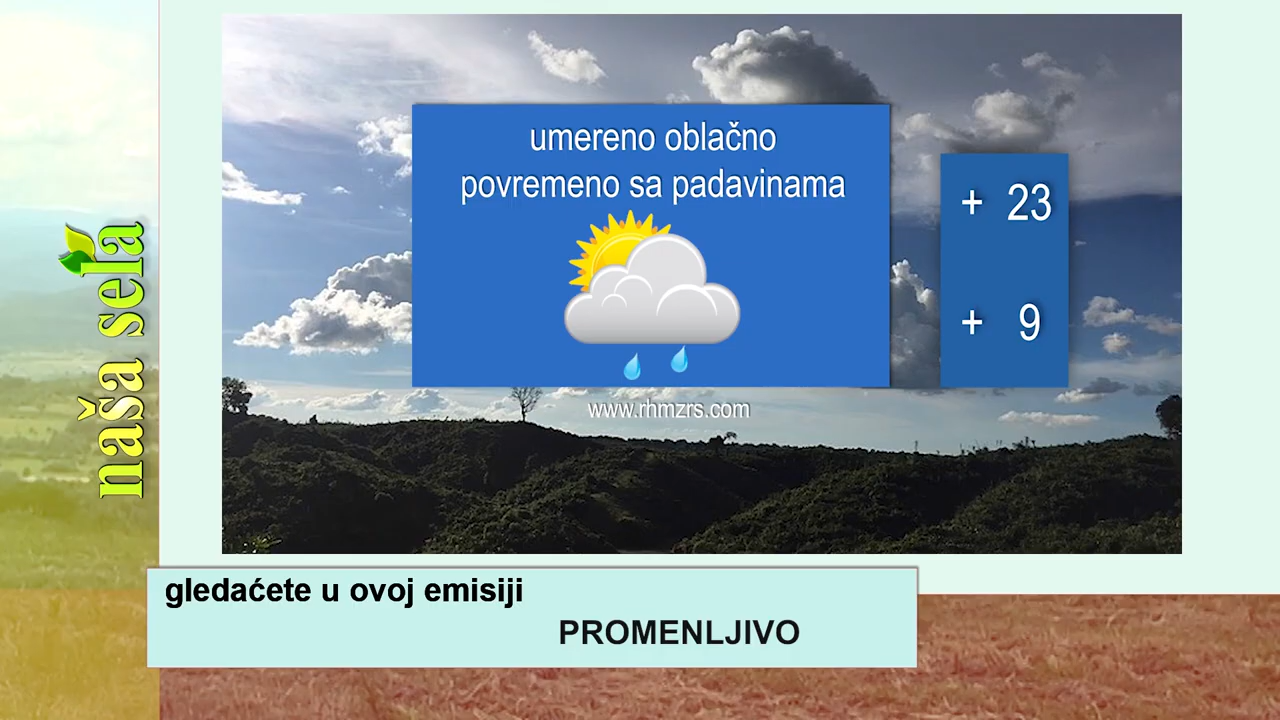 naša sela
umereno oblačno
povremeno sa padavinama
+ 23
+ 9
www.rhmzrs.com
gledaćete u ovoj emisiji
PROMENLJIVO